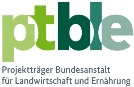 ptble
Projektträger Bundesanstalt
für Landwirtschaft und Ernährung